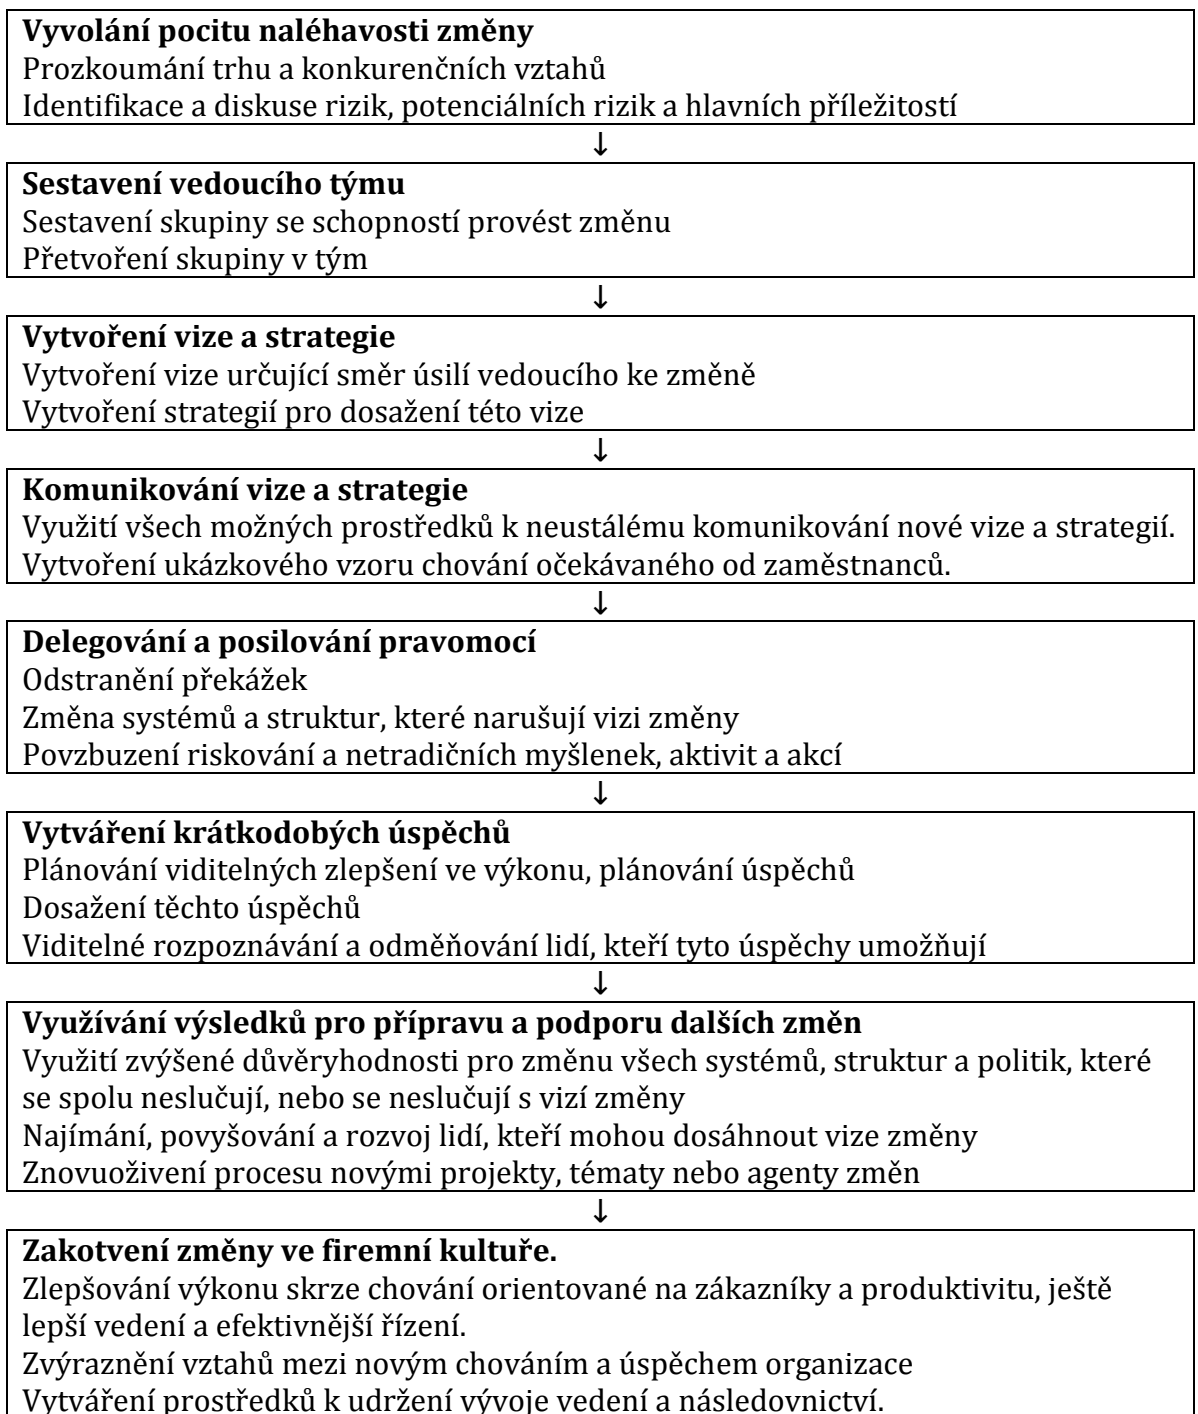 Vyvolání pocitu naléhavosti změny
Prozkoumání trhu a konkurenčních vztahů
Identifikace a diskuse rizik, potenciálních rizik a hlavních příležitostí
↓
Sestavení vedoucího týmu
Sestavení skupiny se schopností provést změnu
Přetvoření skupiny v tým
↓
Vytvoření vize a strategie
Vytvoření vize určující směr úsilí vedoucího ke změně
Vytvoření strategií pro dosažení této vize
↓
Komunikování vize a strategie
Využití všech možných prostředků k neustálému komunikování nové vize a strategií.
Vytvoření ukázkového vzoru chování očekávaného od zaměstnanců.
↓
Delegování a posilování pravomocí
Odstranění překážek
Změna systémů a struktur, které narušují vizi změny
Povzbuzení riskování a netradičních myšlenek, aktivit a akcí
↓
Vytváření krátkodobých úspěchů
Plánování viditelných zlepšení ve výkonu, plánování úspěchů
Dosažení těchto úspěchů
Viditelné rozpoznávání a odměňování lidí, kteří tyto úspěchy umožňují
↓
Využívání výsledků pro přípravu a podporu dalších změn
Využití zvýšené důvěryhodnosti pro změnu všech systémů, struktur a politik, které
se spolu neslučují, nebo se neslučují s vizí změny
Najímání, povyšování a rozvoj lidí, kteří mohou dosáhnout vize změny
Znovuoživení procesu novými projekty, tématy nebo agenty změn
↓
Zakotvení změny ve firemní kultuře.
Zlepšování výkonu skrze chování orientované na zákazníky a produktivitu, ještě
lepší vedení a efektivnější řízení.
Zvýraznění vztahů mezi novým chováním a úspěchem organizace
Vytváření prostředků k udržení vývoje vedení a následovnictví.